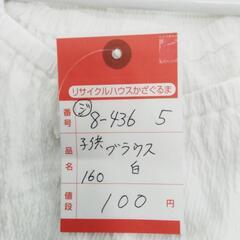 リサイクルハウスかざぐるま
番号 ジ 8-436 5
品名 子供 ブラウス
160 白
値段 100 円